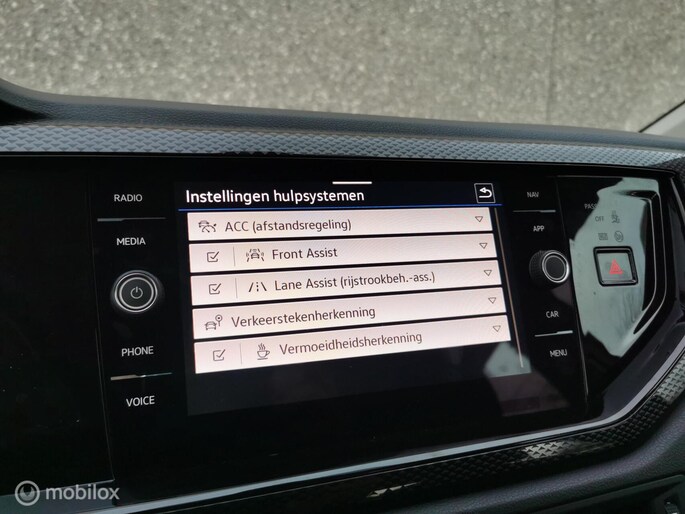 RADIO
MEDIA
PHONE
VOICE
Instellingen hulpsystemen
ACC (afstandsregeling)
Front Assist
Lane Assist (rijstrookbeh.-ass.)
Verkeerstekenherkenning
Vermoeidheidsherkenning
NAV
APP
CAR
MENU
OFF
mobilox